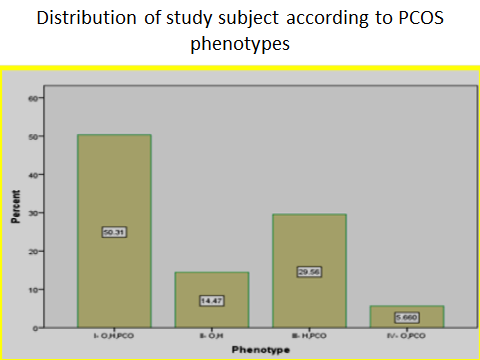 Distribution of study subject according to PCOS
phenotypes
60
50
40
30
20
10
0
Percent
50.31
14.47
29.56
5.660
I- O,H,PCO
II- O,H
III- H,PCO
IV- O,PCO
Phenotype